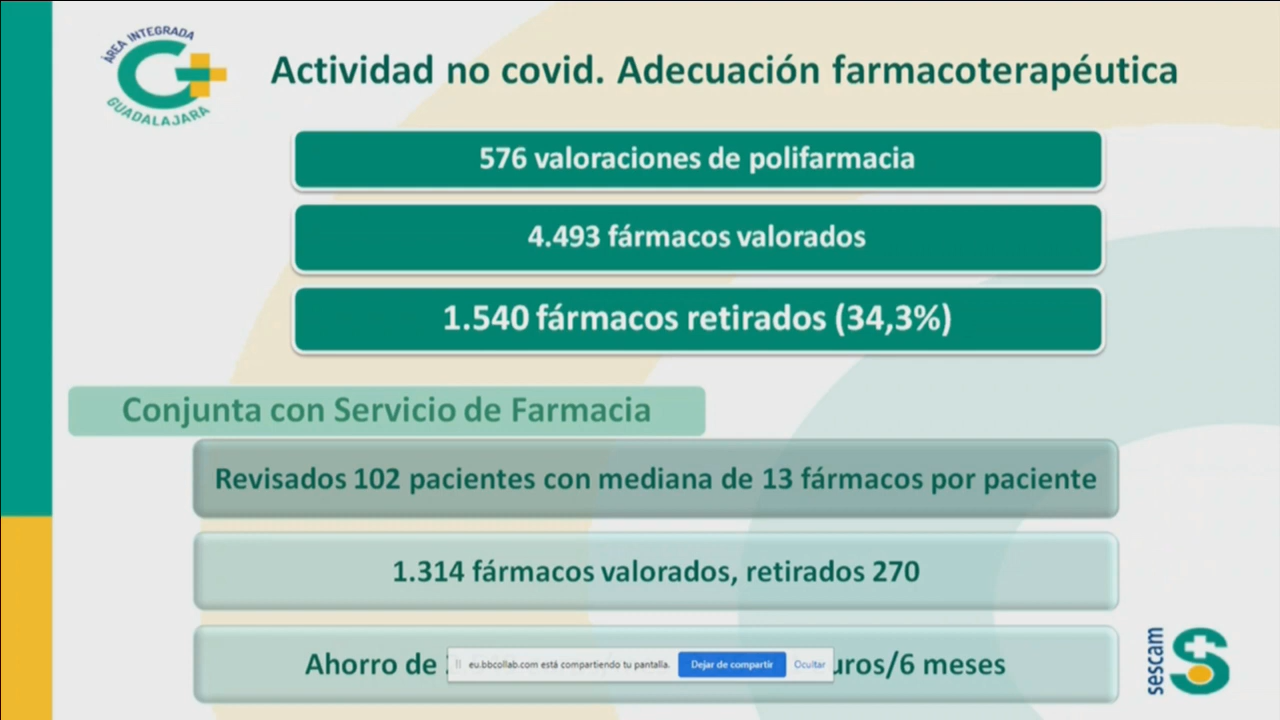 ÁREA INTEGRADA
GUADALAJARA
Actividad no covid. Adecuación farmacoterapéutica
576 valoraciones de polifarmacia
4.493 fármacos valorados
1.540 fármacos retirados (34,3%)
Conjunta con Servicio de Farmacia
Revisados 102 pacientes con mediana de 13 fármacos por paciente
1.314 fármacos valorados, retirados 270
Ahorro de
eu.bbcollab.com está compartiendo tu pantalla. Dejar de compartir Ocultar
/6 meses
sescam